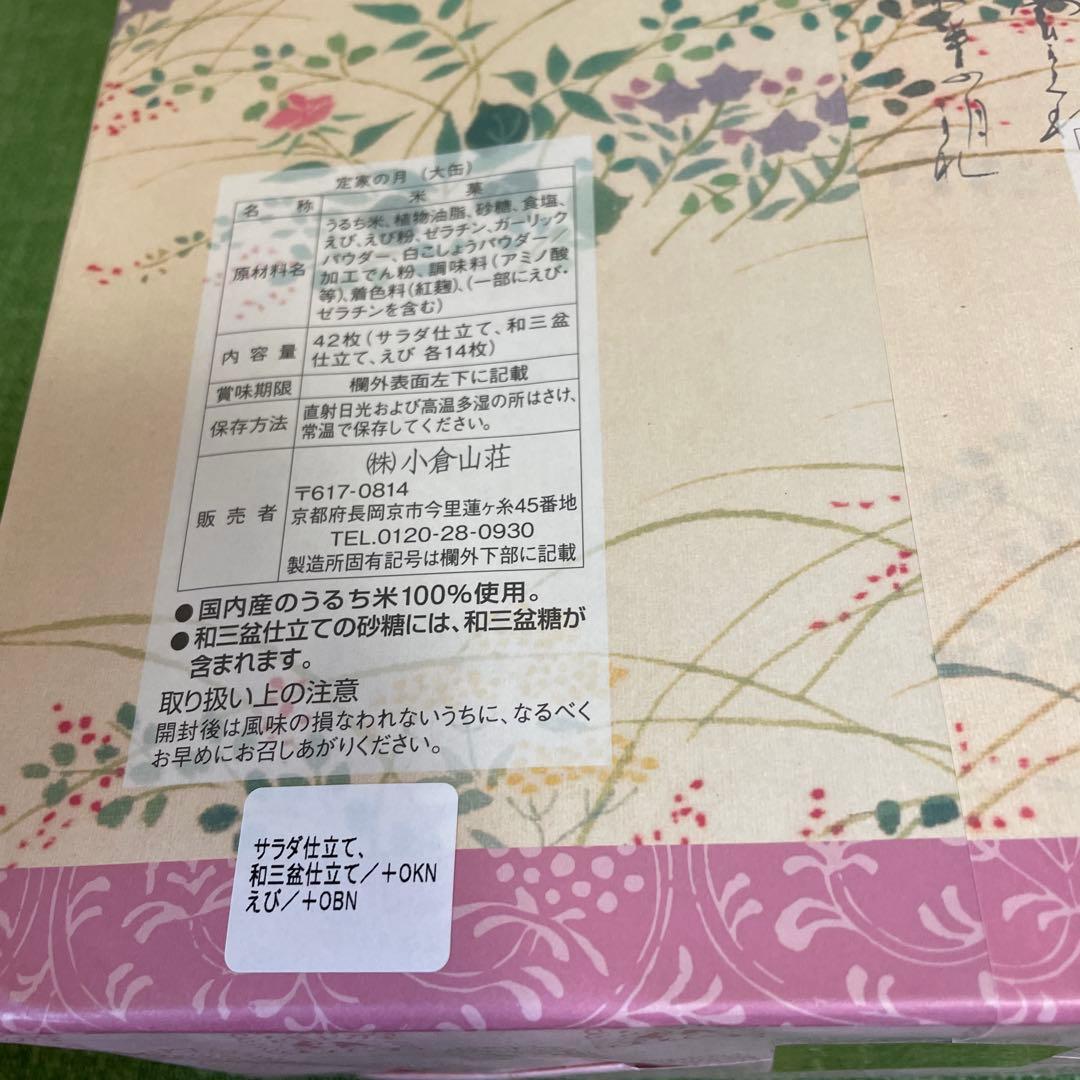 定家の月(大缶)
名称 米菓
原材料名
うるち米、植物油脂、砂糖、食塩、
えび、えび粉、ゼラチン、ガーリック
パウダー、白こしょうパウダー/
加工でん粉、調味料(アミノ酸
等)、着色料(紅麹)、(一部にえび・
ゼラチンを含む)
内容量
42枚(サラダ仕立て、和三盆
仕立て、えび 各14枚)
賞味期限 欄外表面左下に記載
保存方法
直射日光および高温多湿の所はさけ、
常温で保存してください。
販売者
(株)小倉山荘
〒617-0814
京都府長岡京市今里蓮ヶ糸45番地
TEL.0120-28-0930
製造所固有記号は欄外下部に記載
●国内産のうるち米100%使用。
●和三盆仕立ての砂糖には、和三盆糖が
含まれます。
取り扱い上の注意
開封後は風味の損なわれないうちに、なるべく
お早めにお召しあがりください。
サラダ仕立て、
和三盆仕立て/+OKN
えび/+OBN